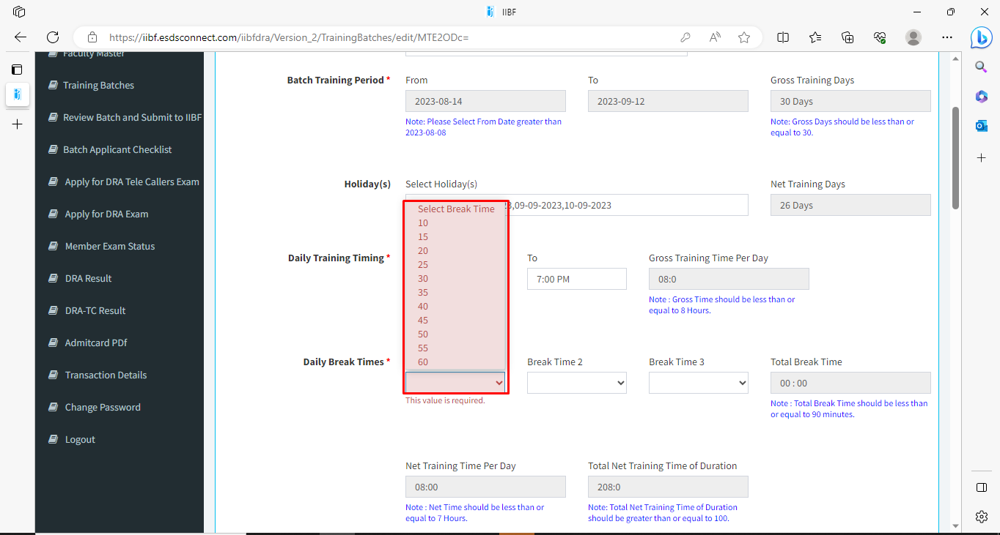 IIBF
https://iibf.esdsconnect.com/iibfdra/Version_2/TrainingBatches/edit/MTE2ODc=
Faculty Master
Training Batches
Review Batch and Submit to IIBF
Batch Applicant Checklist
Apply for DRA Tele Callers Exam
Apply for DRA Exam
Member Exam Status
DRA Result
DRA-TC Result
Admitcard PDf
Transaction Details
Change Password
Logout
Batch Training Period *
From
To
Gross Training Days
2023-08-14
2023-09-12
30 Days
Note: Please Select From Date greater than
2023-08-08
Note: Gross Days should be less than or
equal to 30.
Holiday(s)
Select Holiday(s)
Net Training Days
,09-09-2023,10-09-2023
26 Days
Select Break Time
10
15
20
25
30
35
40
45
50
55
60
Daily Training Timing *
To
Gross Training Time Per Day
7:00 PM
08:0
Note : Gross Time should be less than or
equal to 8 Hours.
Daily Break Times *
Break Time 2
Break Time 3
Total Break Time
00 : 00
This value is required.
Note : Total Break Time should be less than
or equal to 90 minutes.
Net Training Time Per Day
Total Net Training Time of Duration
08:00
208:0
Note : Net Time should be less than or
equal to 7 Hours.
Note: Total Net Training Time of Duration
should be greater than or equal to 100.